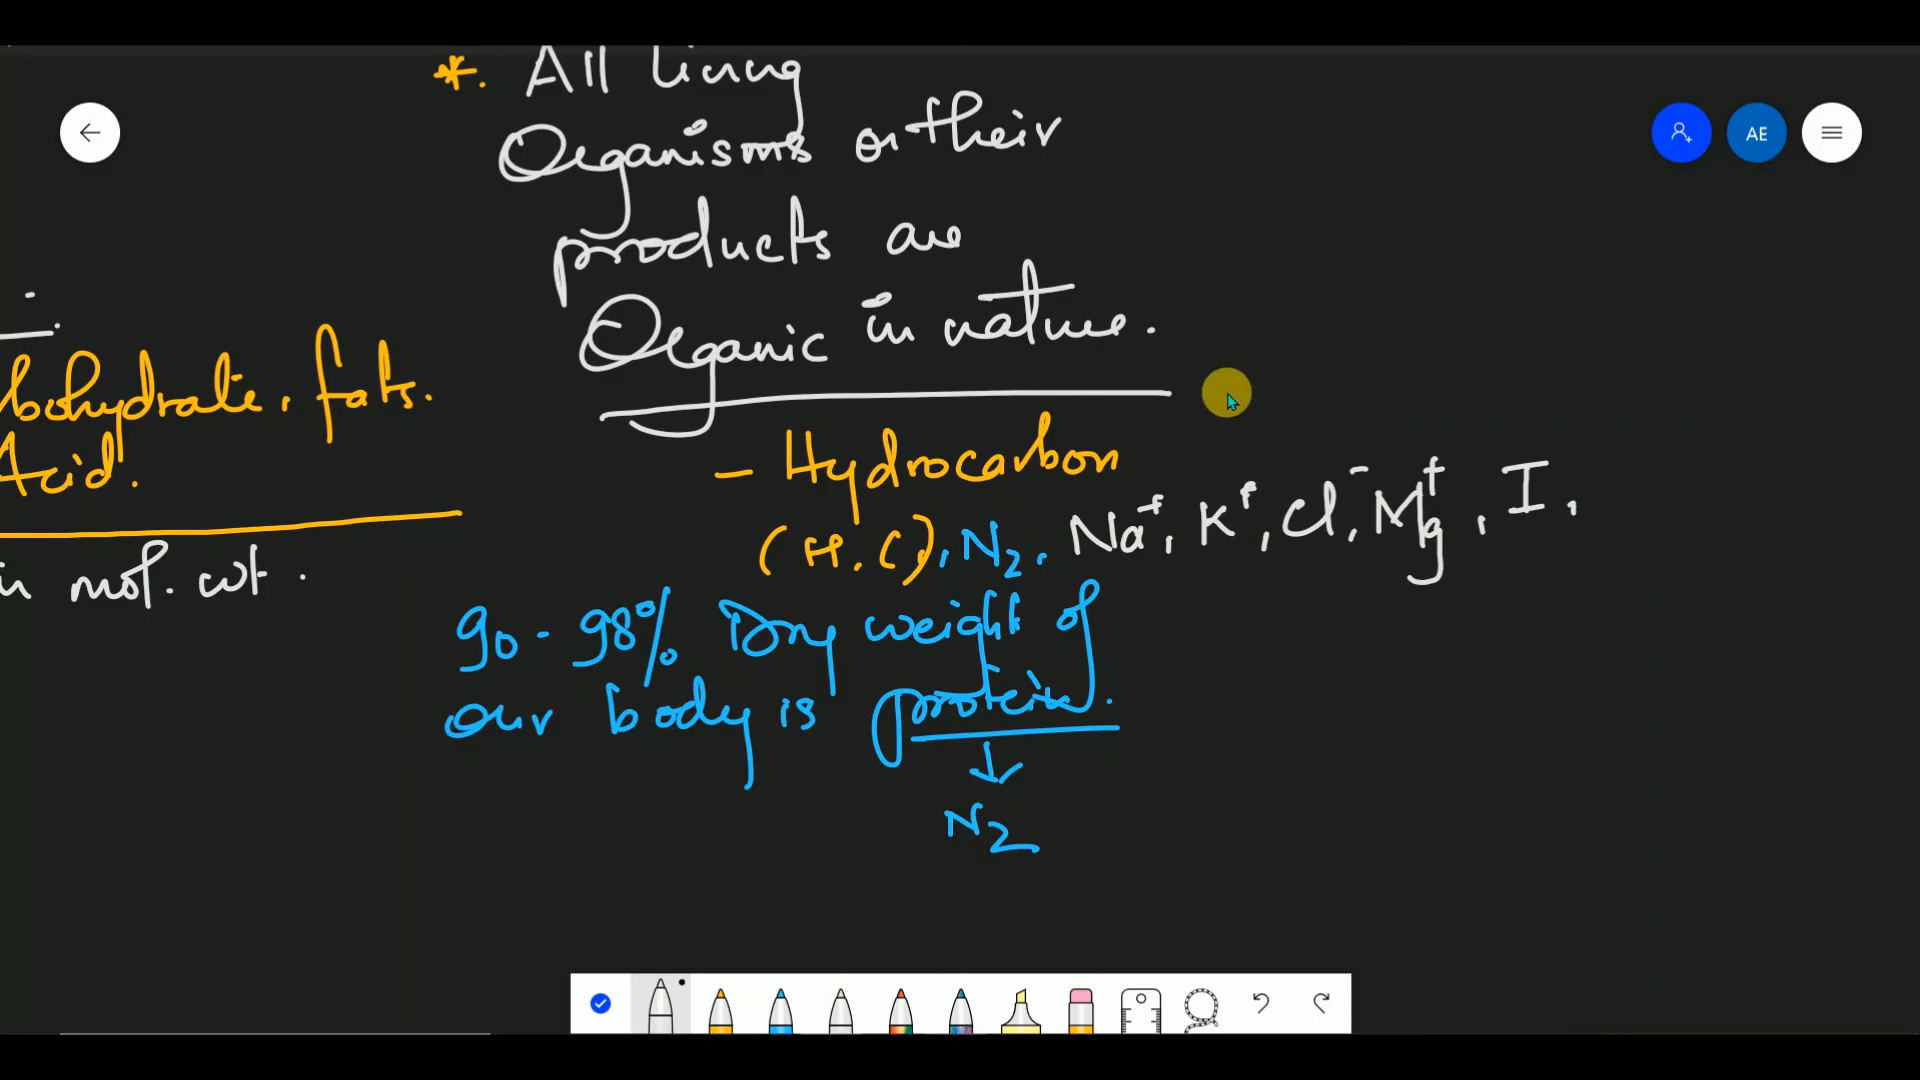 *. All living
Organisms or their
products are
Organic in nature.
bohydrate, fats.
Acid.
in mol. wt.
- Hydrocarbon
(H.C), N2, Na+, K+, Cl-, Mg+, I,
90-98% Dry weight of
our body is protein.
↓
N2
AE